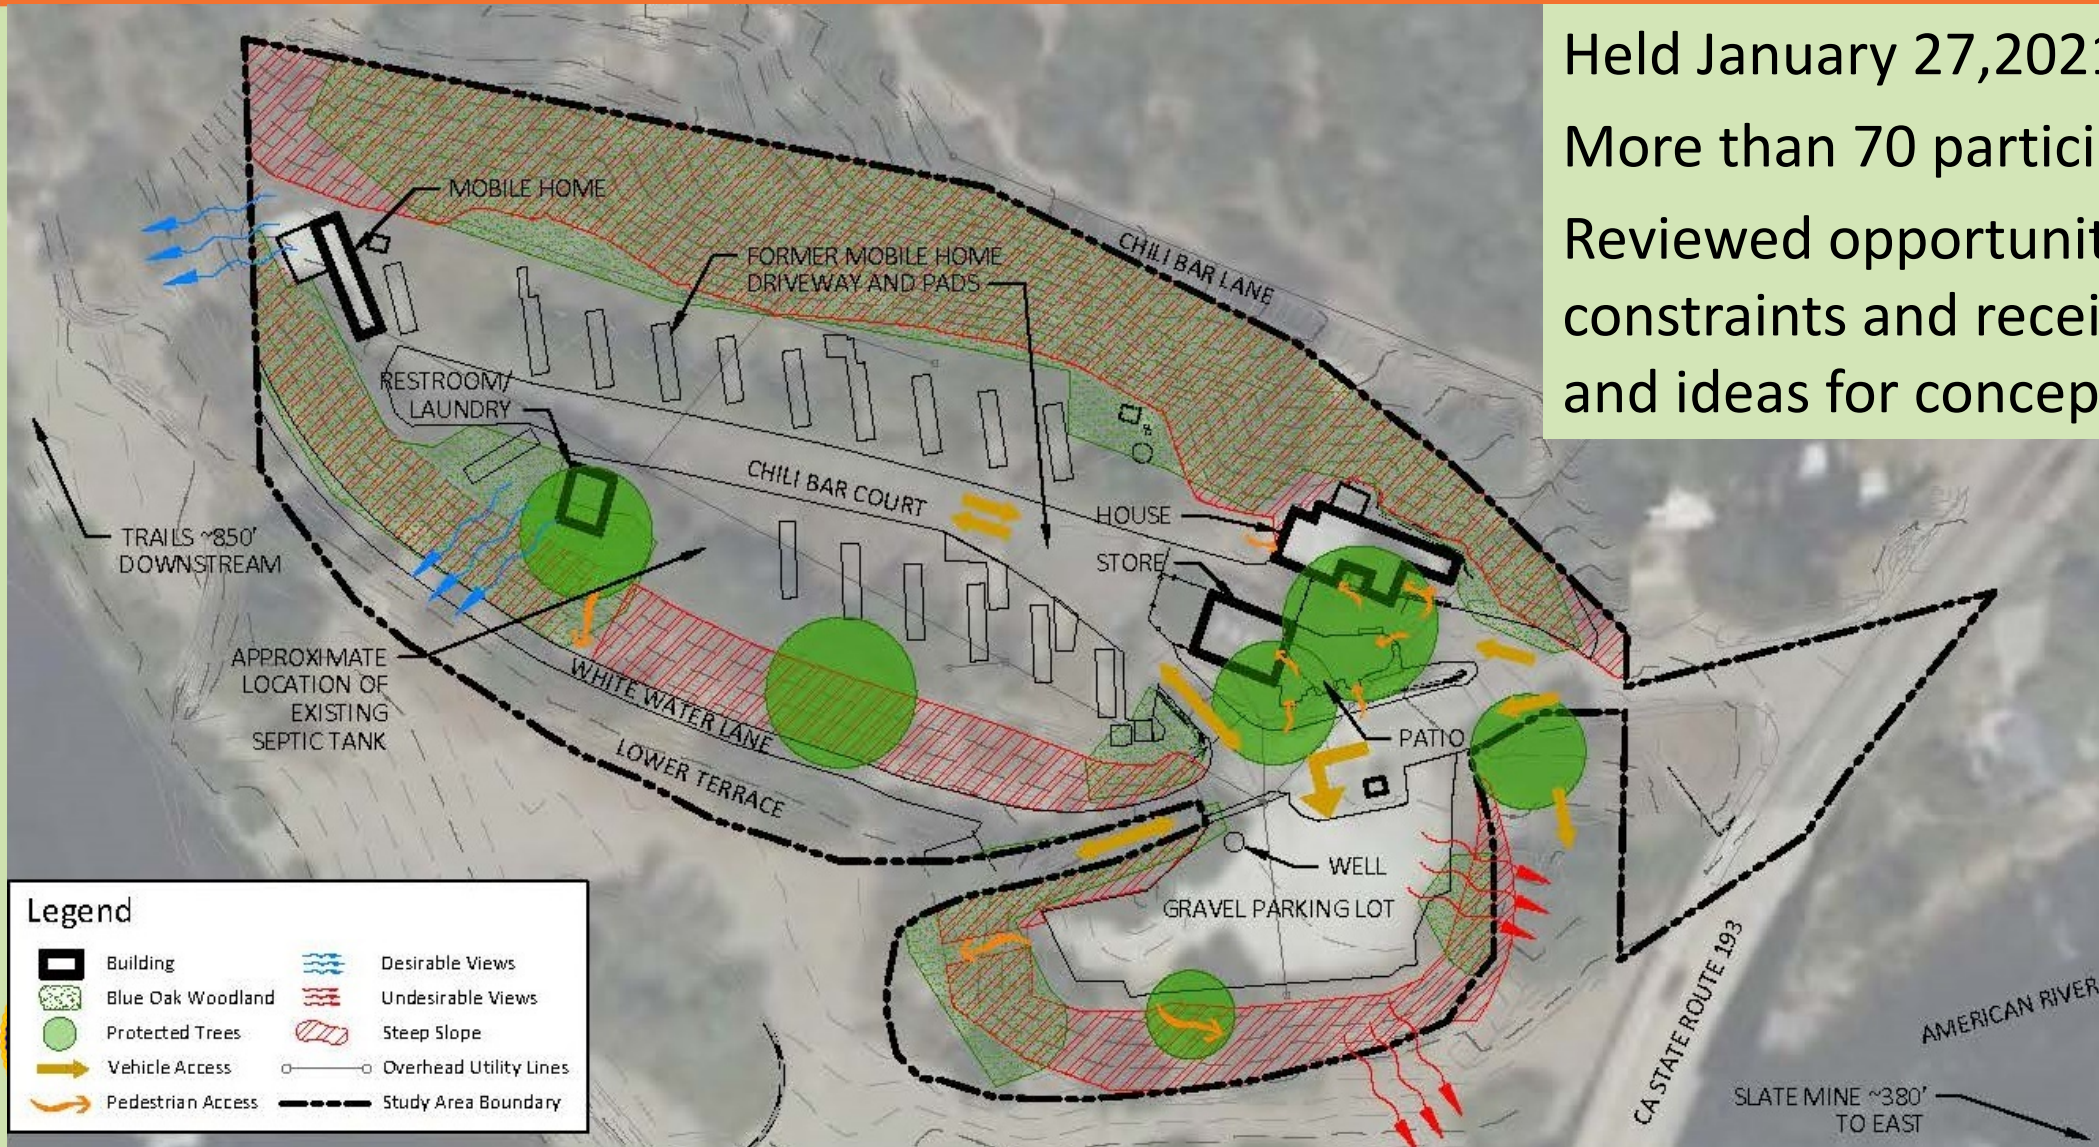 Held January 27,2021
More than 70 partici
Reviewed opportunit
constraints and recei
and ideas for concep
MOBILE HOME
FORMER MOBILE HOME
DRIVEWAY AND PADS
CHILI BAR LANE
RESTROOM/
LAUNDRY
CHILI BAR COURT
HOUSE
STORE
TRAILS ~850'
DOWNSTREAM
APPROXIMATE
LOCATION OF
EXISTING
SEPTIC TANK
WHITE WATER LANE
LOWER TERRACE
PATIO
WELL
GRAVEL PARKING LOT
CA STATE ROUTE 193
AMERICAN RIVER
SLATE MINE ~380'
TO EAST
Legend
Building
Desirable Views
Blue Oak Woodland
Undesirable Views
Protected Trees
Steep Slope
Vehicle Access
Overhead Utility Lines
Pedestrian Access
Study Area Boundary